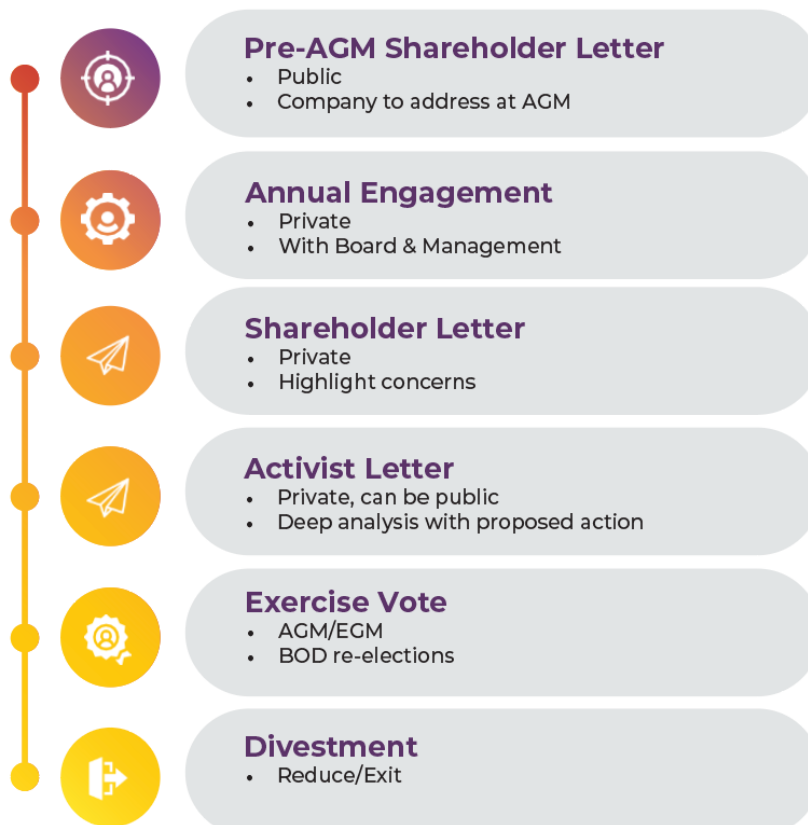 Pre-AGM Shareholder Letter
• Public
• Company to address at AGM
Annual Engagement
• Private
• With Board & Management
Shareholder Letter
• Private
• Highlight concerns
Activist Letter
• Private, can be public
• Deep analysis with proposed action
Exercise Vote
• AGM/EGM
• BOD re-elections
Divestment
• Reduce/Exit